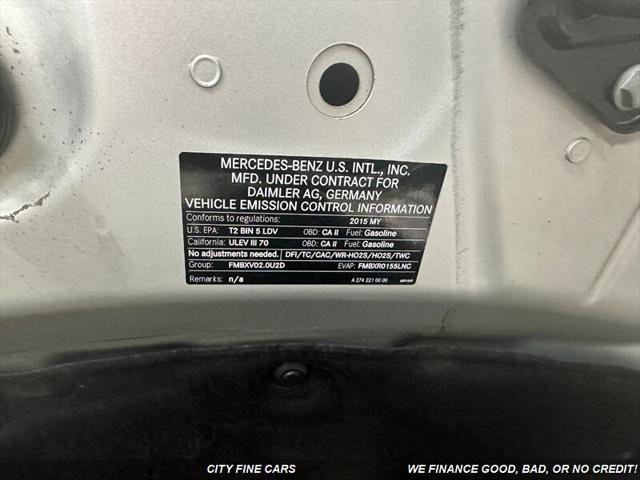 MERCEDES-BENZ U.S. INTL., INC.
MFD. UNDER CONTRACT FOR
DAIMLER AG, GERMANY
VEHICLE EMISSION CONTROL INFORMATION
Conforms to regulations: 2015 MY
U.S. EPA: T2 BIN 5 LDV OBD: CA II Fuel: Gasoline
California: ULEV III 70 OBD: CA II Fuel: Gasoline
No adjustments needed. DFI/TC/CAC/WR-HO2S/HO2S/TWC
Group: FMBXV02.0U2D EVAP: FMBXR0155LNC
Remarks: n/a A 274 221 00 00
CITY FINE CARS WE FINANCE GOOD, BAD, OR NO CREDIT!